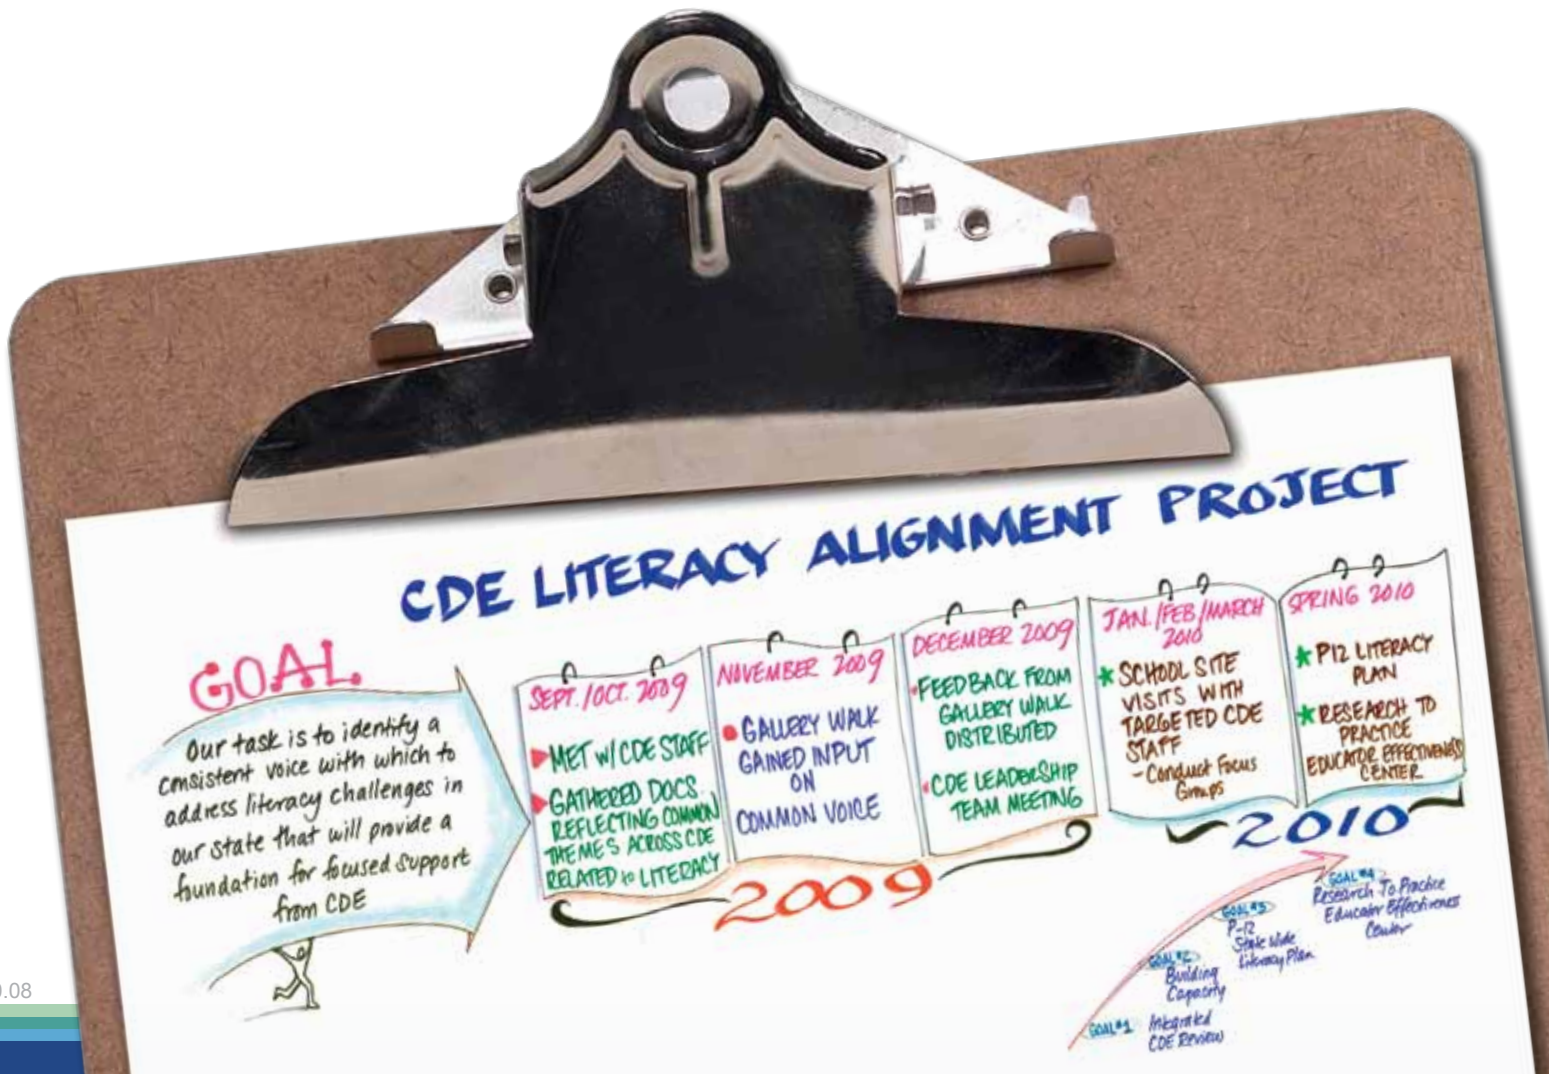 CDE LITERACY ALIGNMENT PROJECT
GOAL
Our task is to identify a
consistent voice with which to
address literacy challenges in
our state that will provide a
foundation for focused support
from CDE
SEPT./OCT. 2009
MET w/CDE STAFF
GATHERED DOCS
REFLECTING COMMON
THEMES ACROSS CDE
RELATED to LITERACY
NOVEMBER 2009
GALLERY WALK
GAINED INPUT
ON
COMMON VOICE
DECEMBER 2009
FEEDBACK FROM
GALLERY WALK
DISTRIBUTED
CDE LEADERSHIP
TEAM MEETING
2009
JAN./FEB/MARCH
2010
SCHOOL SITE
VISITS WITH
TARGETED CDE
STAFF
- Conduct Focus
Groups
SPRING 2010
P12 LITERACY
PLAN
RESEARCH TO
PRACTICE
EDUCATOR EFFECTIVENESS
CENTER
2010
GOAL #4
Research To Practice
Educator Effectiveness
Center
GOAL #3
P-12
State Wide
Literacy Plan
GOAL #2
Building
Capacity
GOAL #1
Integrated
CDE Review
.08